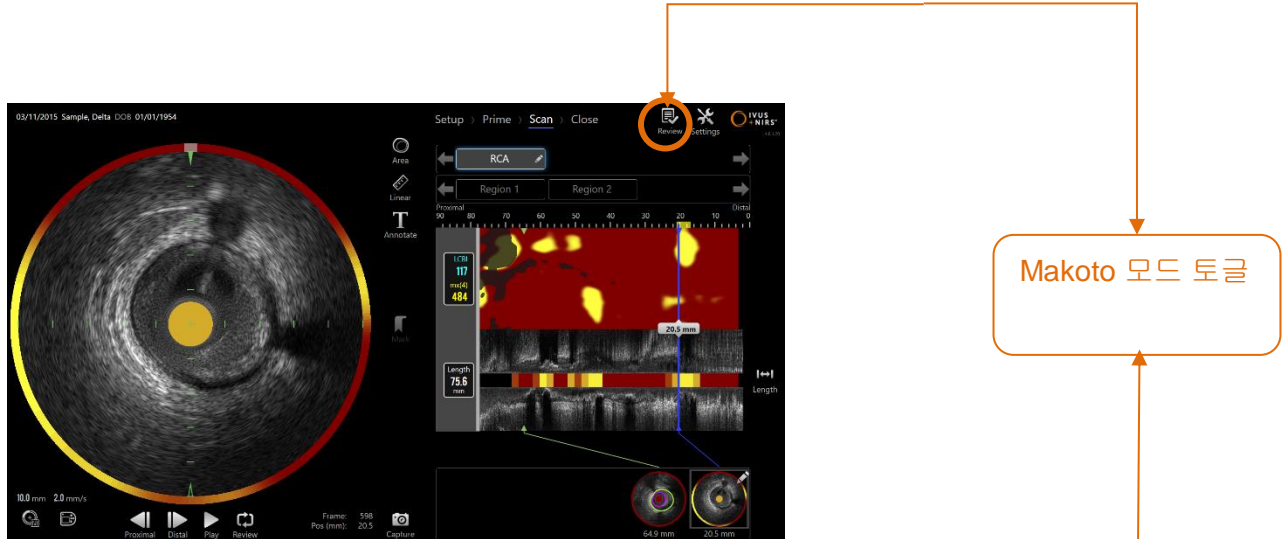 03/11/2015 Sample, Delta DOB 01/01/1954
Setup > Prime > Scan > Close
Review
Settings
IVUS
+NIRS
Area
Linear
T
Annotate
Mark
RCA
Region 1 Region 2
Proximal Distal
90 80 70 60 50 40 30 20 10 0
LCBI
117
mx(4)
484
20.5 mm
Length
75.6
mm
Length
10.0 mm 2.0 mm/s
Proximal Distal Play Review
Frame: 598
Pos (mm): 20.5
Capture
64.9 mm 20.5 mm
Makoto 모드 토글